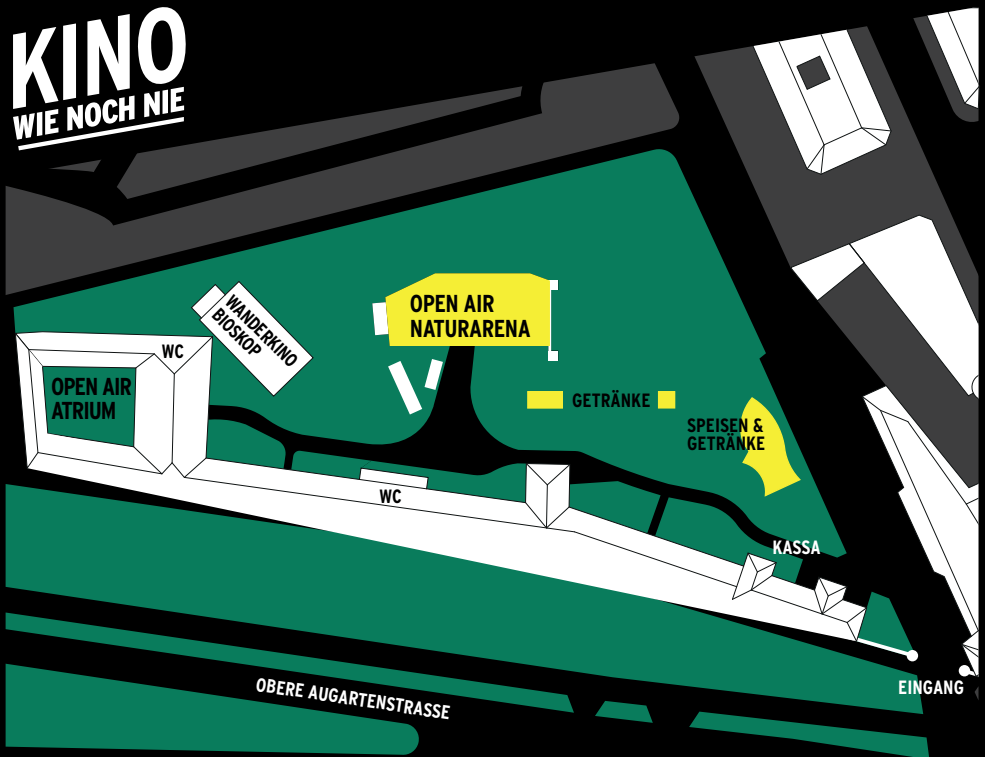 KINO
WIE NOCH NIE
WANDERKINO
BIOSKOP
OPEN AIR
NATURARENA
WC
OPEN AIR
ATRIUM
GETRÄNKE
SPEISEN &
GETRÄNKE
WC
KASSA
EINGANG
OBERE AUGARTENSTRASSE